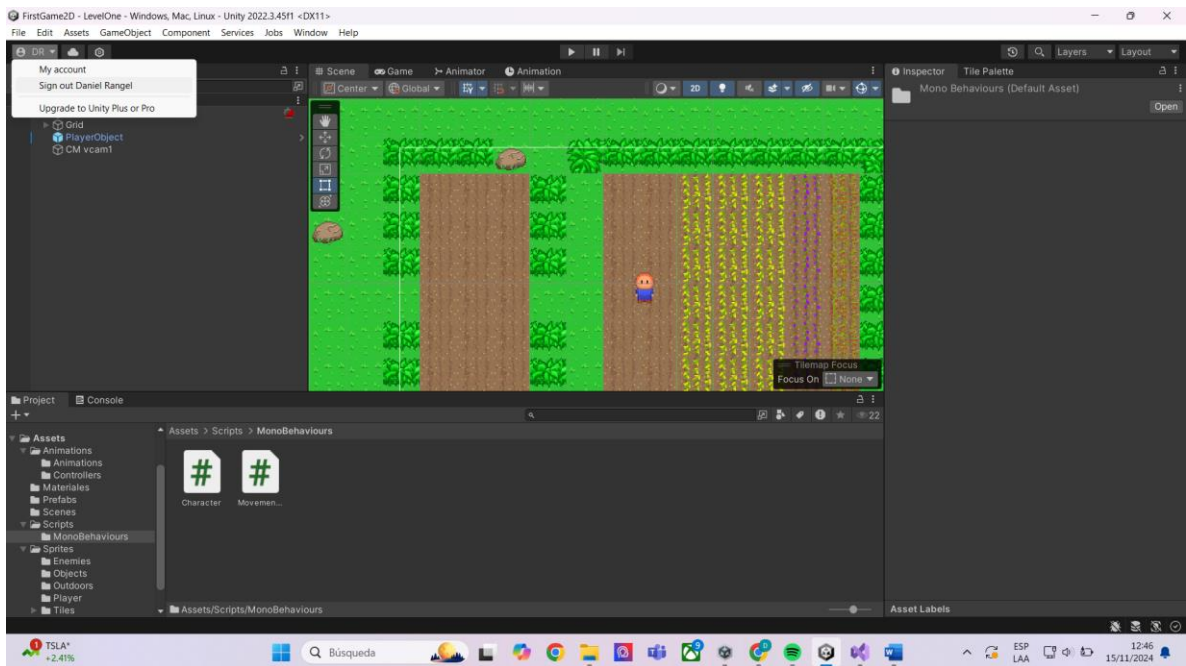 FirstGame2D - LevelOne - Windows, Mac, Linux - Unity 2022.3.45f1 <DX11>
File Edit Assets GameObject Component Services Jobs Window Help
DR Layers Layout
My account
Sign out Daniel Rangel
Upgrade to Unity Plus or Pro
Grid
PlayerObject
CM vcam1
Scene Game Animator Animation
Center Global 2D
Tilemap Focus
Focus On None
Inspector Tile Palette
Mono Behaviours (Default Asset)
Open
Project Console
22
Assets
Animations
Animations
Controllers
Materiales
Prefabs
Scenes
Scripts
MonoBehaviours
Sprites
Enemies
Objects
Outdoors
Player
Tiles
Assets > Scripts > MonoBehaviours
# #
Character Movemen...
Assets/Scripts/MonoBehaviours
Asset Labels
1 TSLA*
+2.41%
Búsqueda
ESP
LAA
12:46
15/11/2024